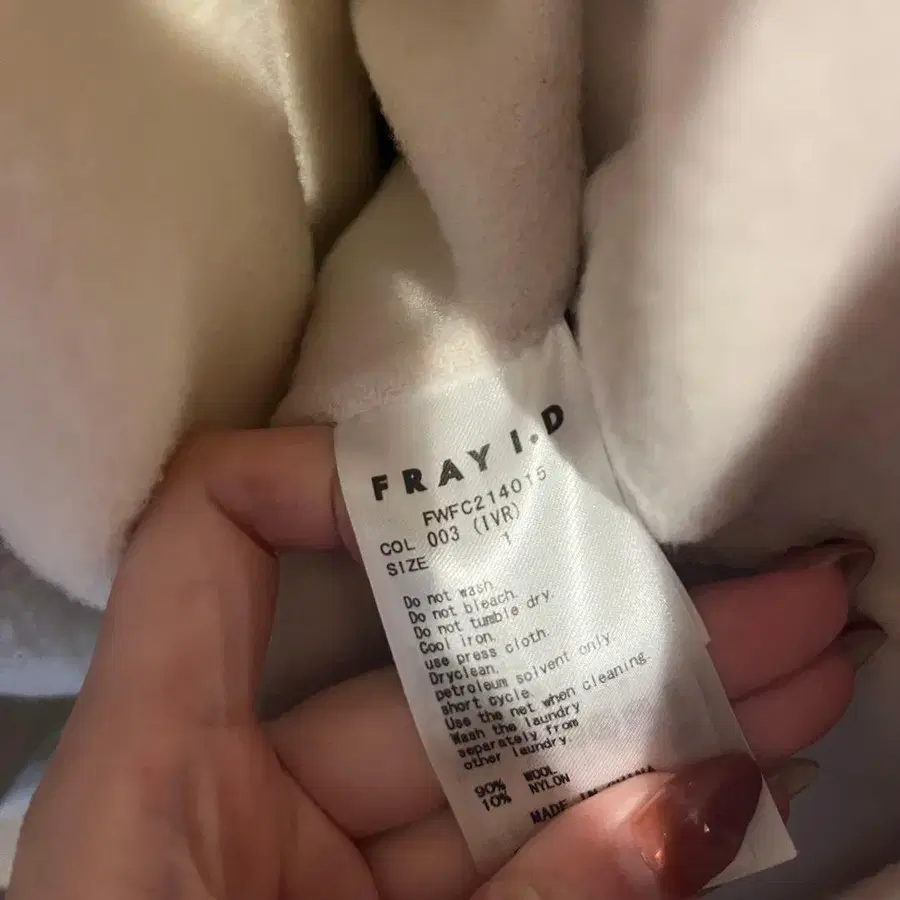 FRAY I.D
FWFC214015
COL 003 (IVR)
SIZE 1
Do not wash.
Do not bleach.
Do not tumble dry.
Cool iron.
use press cloth.
Dryclean.
petroleum solvent only.
short cycle.
Use the net when cleaning.
Wash the laundry
separately from
other laundry.
90% WOOL
10% NYLON
MADE IN